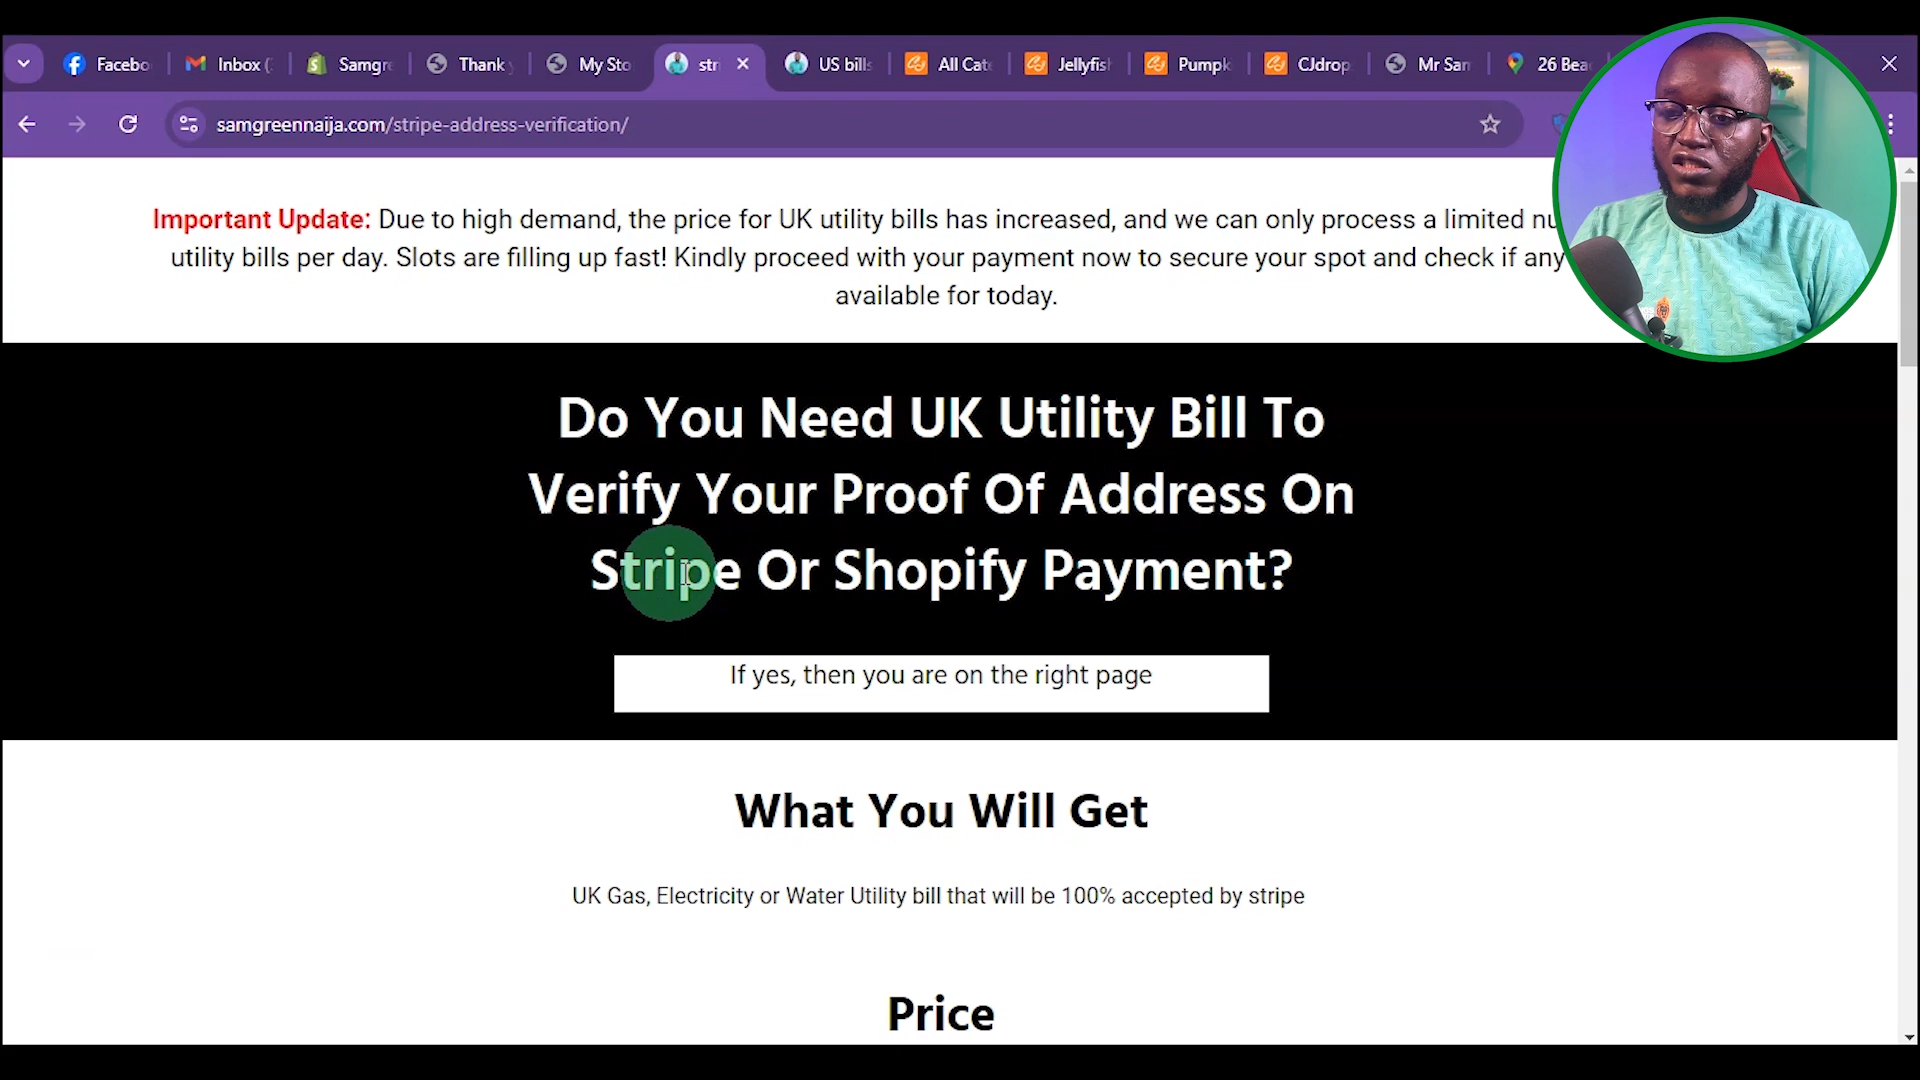 Facebo
Inbox (
Samgre
Thank y
My Sto
str
US bills
All Cate
Jellyfish
Pumpk
CJdrop
Mr Sam
26 Bea
samgreennaija.com/stripe-address-verification/
Important Update: Due to high demand, the price for UK utility bills has increased, and we can only process a limited
utility bills per day. Slots are filling up fast! Kindly proceed with your payment now to secure your spot and check if any
available for today.
Do You Need UK Utility Bill To
Verify Your Proof Of Address On
Stripe Or Shopify Payment?
If yes, then you are on the right page
What You Will Get
UK Gas, Electricity or Water Utility bill that will be 100% accepted by stripe
Price